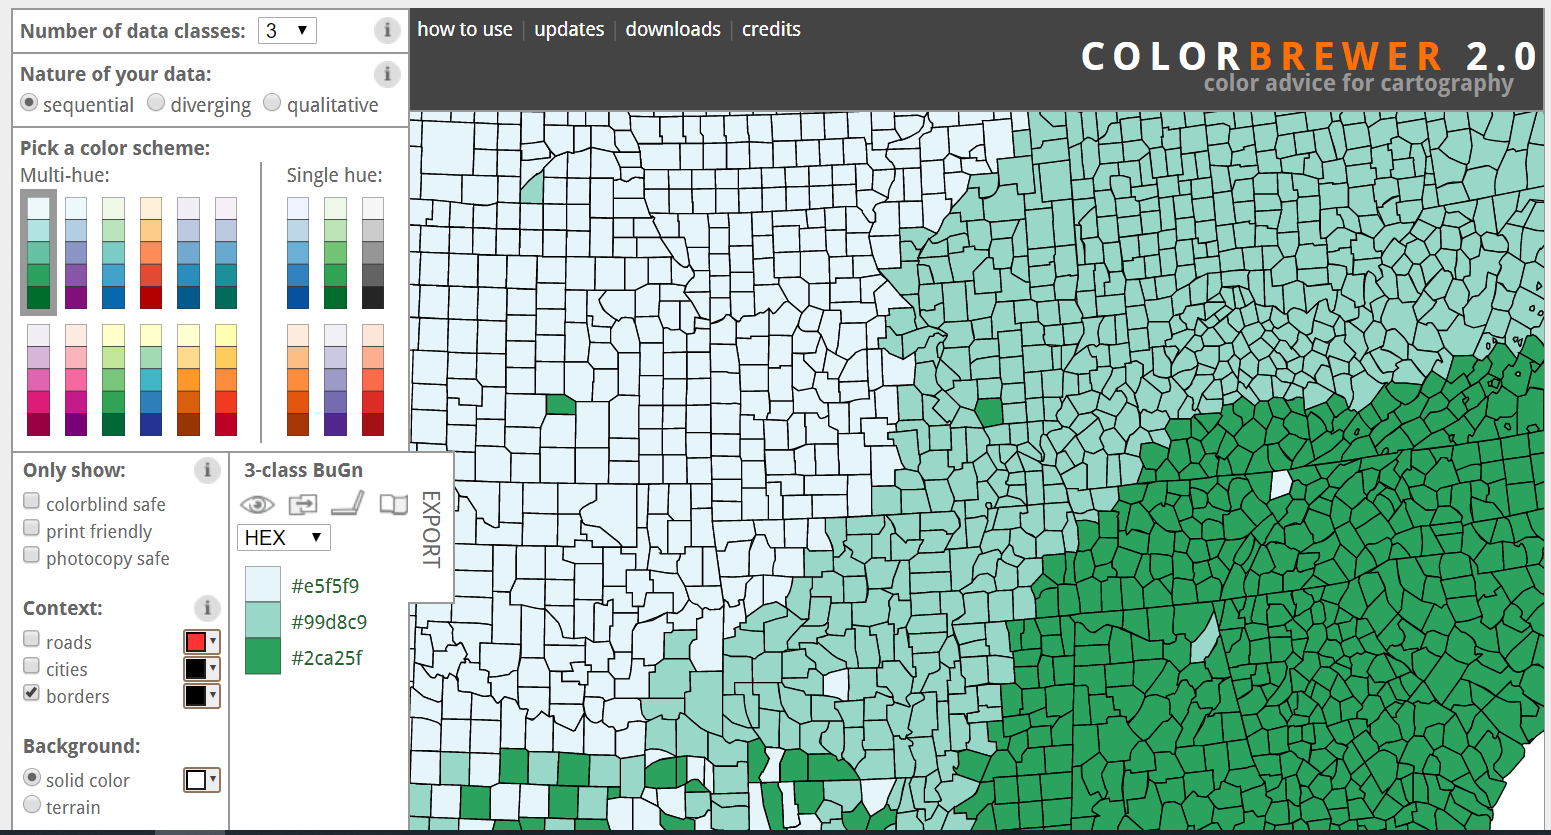 Number of data classes: 3
how to use | updates | downloads | credits
COLORBREWER 2.0
color advice for cartography
Nature of your data:
sequential diverging qualitative
Pick a color scheme:
Multi-hue: Single hue:
Only show:
colorblind safe
print friendly
photocopy safe
Context:
roads
cities
borders
Background:
solid color
terrain
3-class BuGn
HEX
EXPORT
#e5f5f9
#99d8c9
#2ca25f